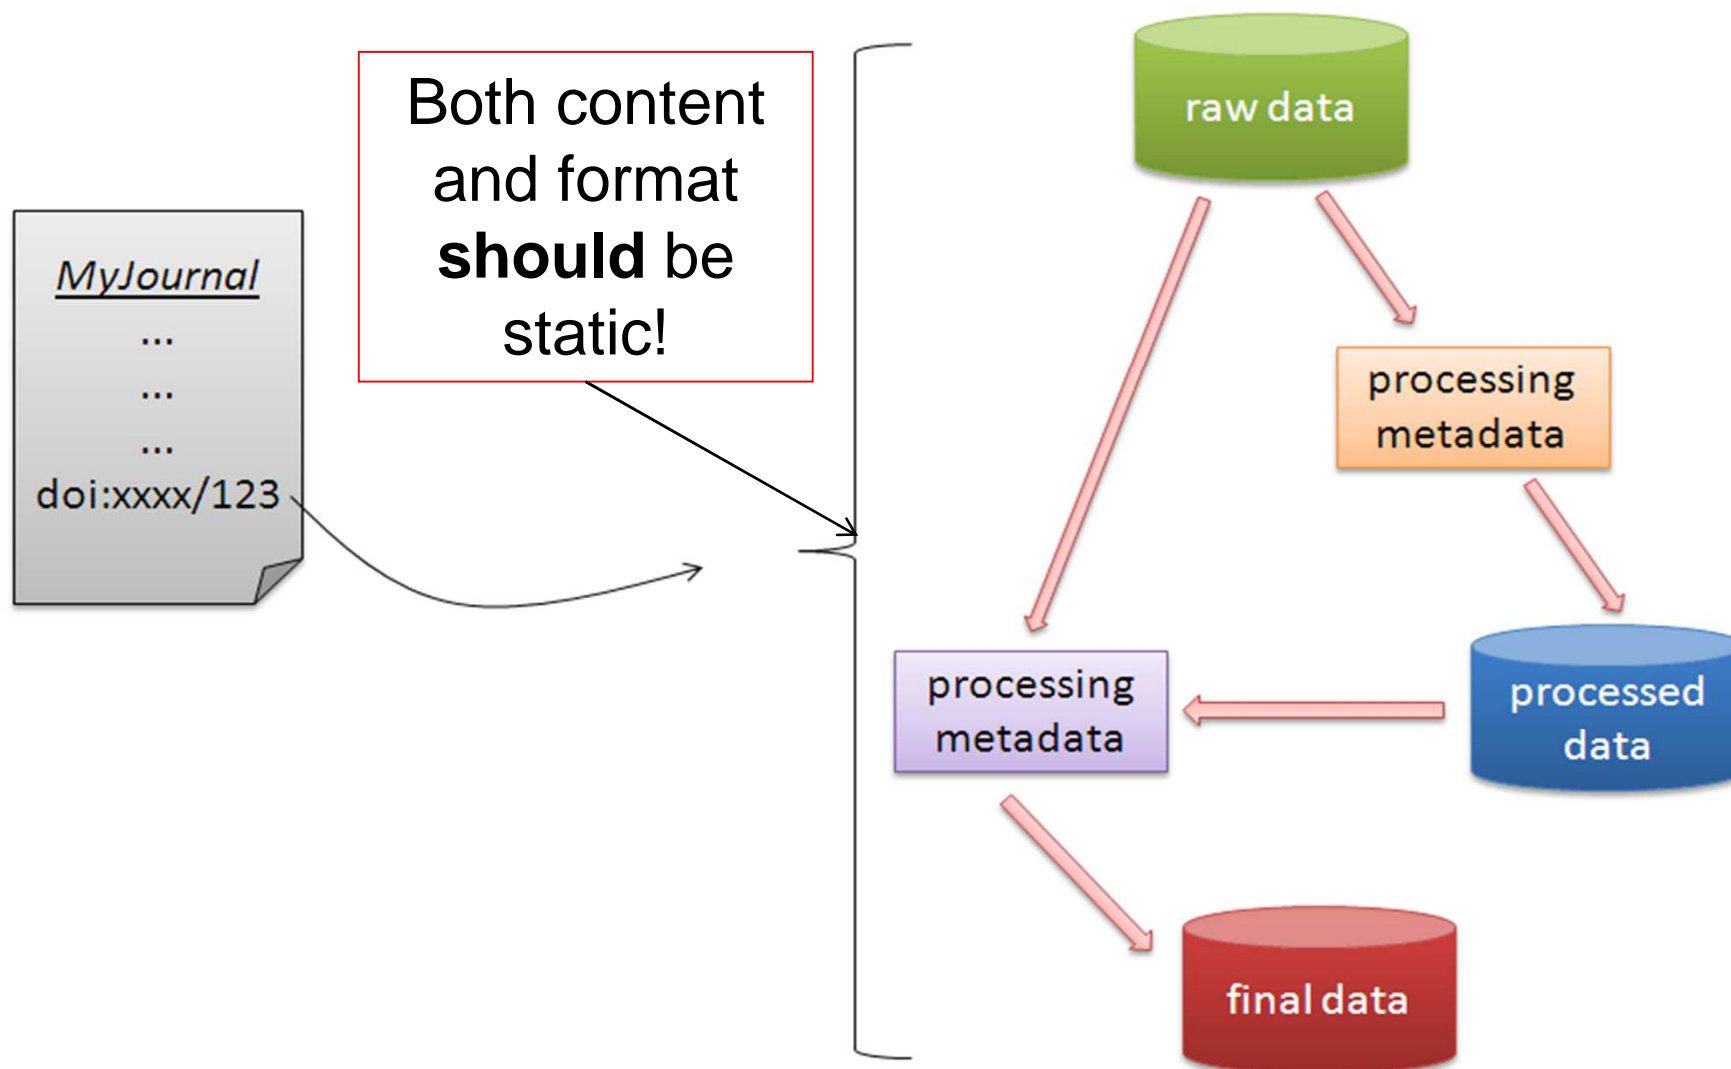 MyJournal
...
...
...
doi:xxxx/123
Both content
and format
should be
static!
raw data
processing
metadata
processed
data
processing
metadata
final data